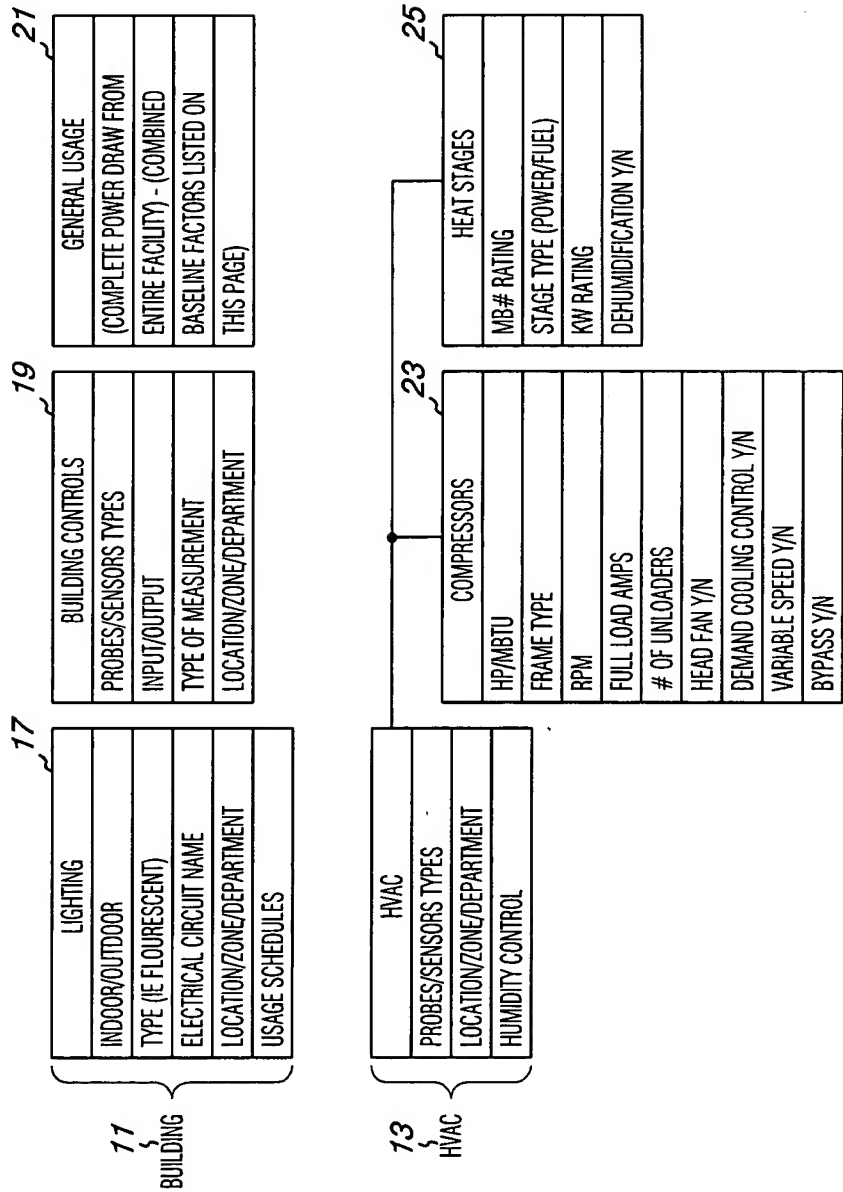 11
BUILDING
17
LIGHTING
INDOOR/OUTDOOR
TYPE (IE FLOURESCENT)
ELECTRICAL CIRCUIT NAME
LOCATION/ZONE/DEPARTMENT
USAGE SCHEDULES
19
BUILDING CONTROLS
PROBES/SENSORS TYPES
INPUT/OUTPUT
TYPE OF MEASUREMENT
LOCATION/ZONE/DEPARTMENT
21
GENERAL USAGE
(COMPLETE POWER DRAW FROM
ENTIRE FACILITY) - (COMBINED
BASELINE FACTORS LISTED ON
THIS PAGE)
13
HVAC
HVAC
PROBES/SENSORS TYPES
LOCATION/ZONE/DEPARTMENT
HUMIDITY CONTROL
23
COMPRESSORS
HP/MBTU
FRAME TYPE
RPM
FULL LOAD AMPS
# OF UNLOADERS
HEAD FAN Y/N
DEMAND COOLING CONTROL Y/N
VARIABLE SPEED Y/N
BYPASS Y/N
25
HEAT STAGES
MB# RATING
STAGE TYPE (POWER/FUEL)
KW RATING
DEHUMIDIFICATION Y/N